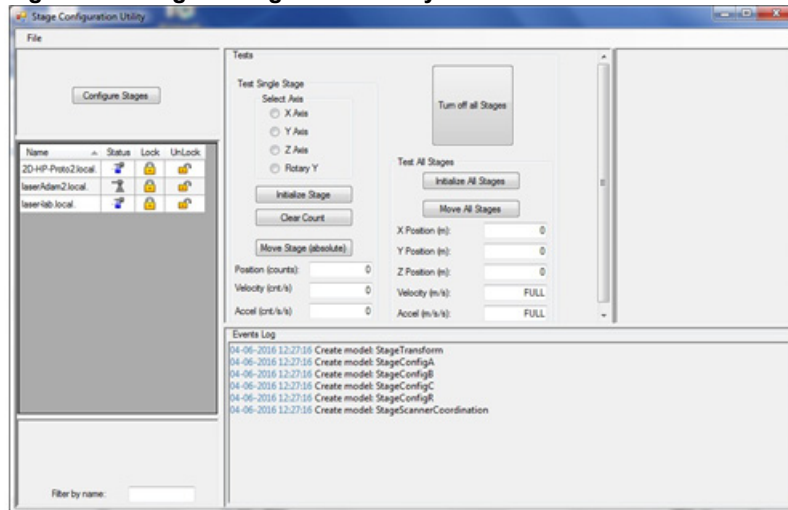 Stage Configuration Utility
File
Configure Stages
Name Status Lock UnLock
2D-HP-Proto2.local.
laserAdam2.local.
laser-lab.local.
Filter by name:
Tests
Test Single Stage
Select Axis
X Axis
Y Axis
Z Axis
Rotary Y
Initialize Stage
Clear Count
Move Stage (absolute)
Position (counts): 0
Velocity (cnt/s) 0
Accel (cnt/s/s) 0
Turn off all Stages
Test All Stages
Initialize All Stages
Move All Stages
X Position (m): 0
Y Position (m): 0
Z Position (m): 0
Velocity (m/s): FULL
Accel (m/s/s): FULL
Events Log
04-06-2016 12:27:16 Create model: StageTransform
04-06-2016 12:27:16 Create model: StageConfigA
04-06-2016 12:27:16 Create model: StageConfigB
04-06-2016 12:27:16 Create model: StageConfigC
04-06-2016 12:27:16 Create model: StageConfigR
04-06-2016 12:27:16 Create model: StageScannerCoordination